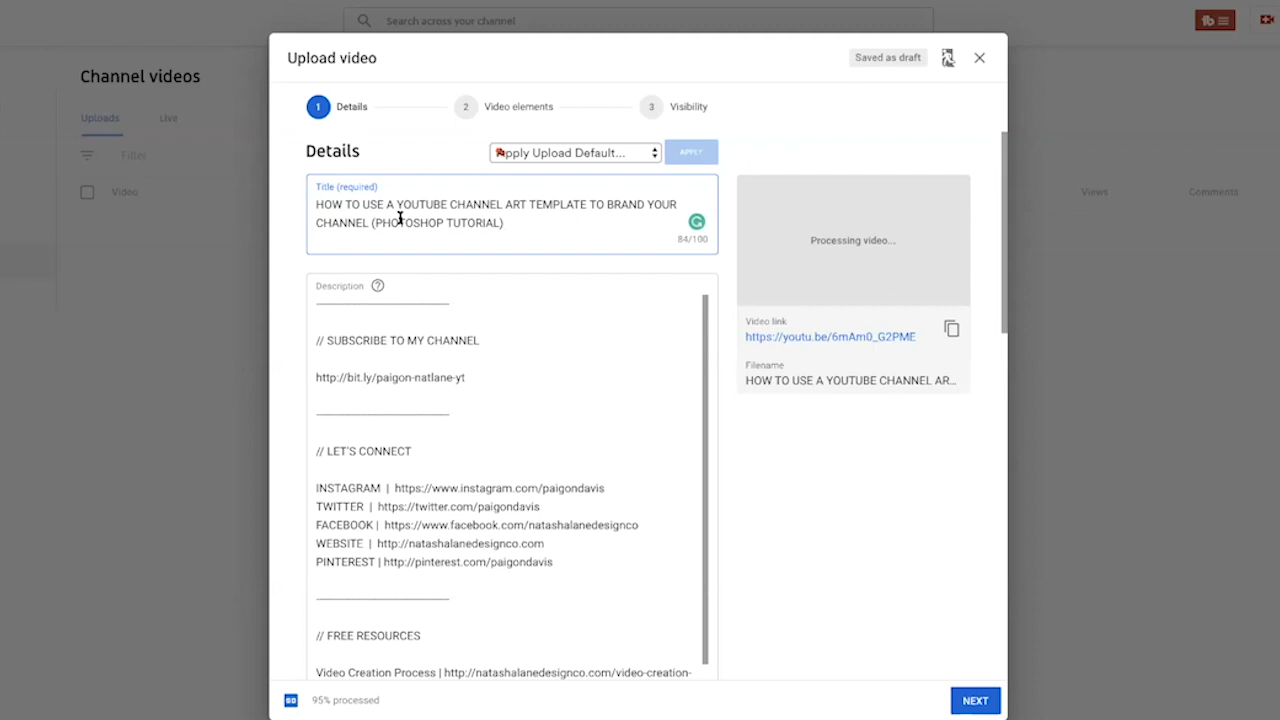 Search across your channel
Channel videos
Uploads
Live
Filter
Video
Views
Comments
Upload video
Saved as draft
1 Details
2 Video elements
3 Visibility
Details
pply Upload Default...
APPLY
Title (required)
HOW TO USE A YOUTUBE CHANNEL ART TEMPLATE TO BRAND YOUR
CHANNEL (PHOTOSHOP TUTORIAL)
84/100
Description
// SUBSCRIBE TO MY CHANNEL
http://bit.ly/paigon-natlane-yt
// LET'S CONNECT
INSTAGRAM | https://www.instagram.com/paigondavis
TWITTER | https://twitter.com/paigondavis
FACEBOOK | https://www.facebook.com/natashalanedesignco
WEBSITE | http://natashalanedesignco.com
PINTEREST | http://pinterest.com/paigondavis
// FREE RESOURCES
Video Creation Process | http://natashalanedesignco.com/video-creation-
Processing video...
Video link
https://youtu.be/6mAm0_G2PME
Filename
HOW TO USE A YOUTUBE CHANNEL AR...
SD
95% processed
NEXT
tb